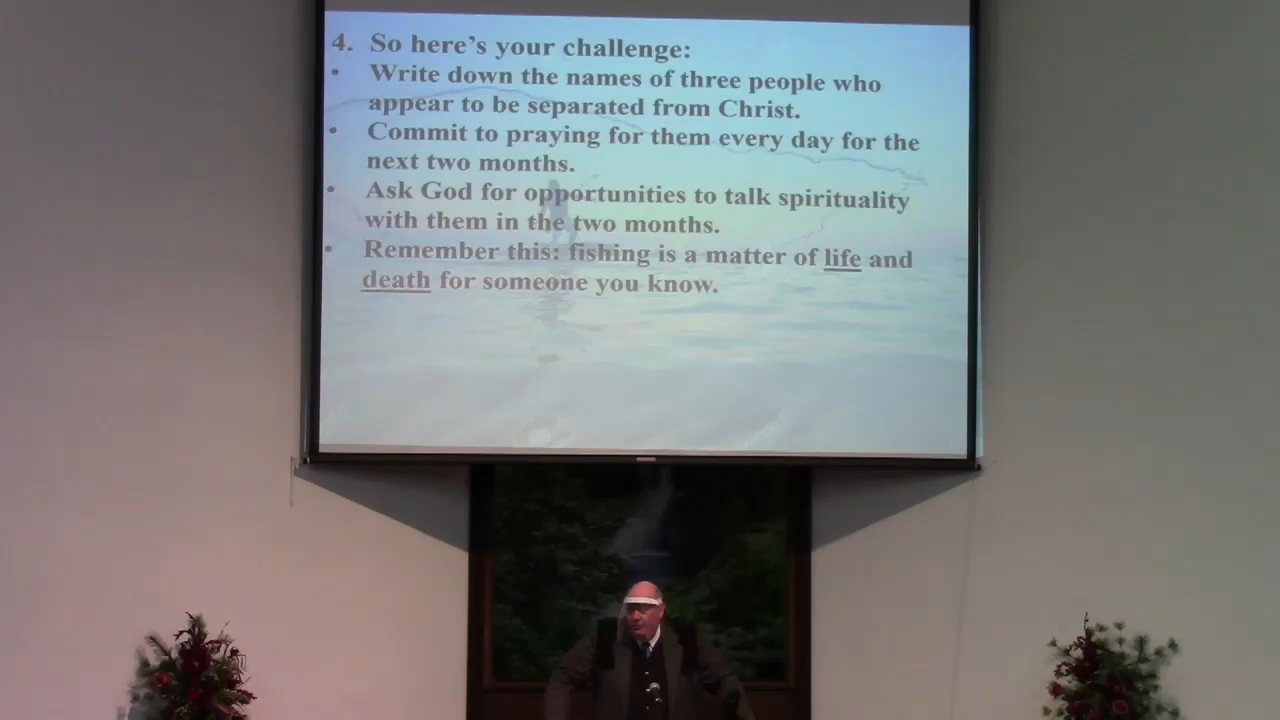 4. So here's your challenge:
• Write down the names of three people who
appear to be separated from Christ.
• Commit to praying for them every day for the
next two months.
• Ask God for opportunities to talk spirituality
with them in the two months.
• Remember this: fishing is a matter of life and
death for someone you know.